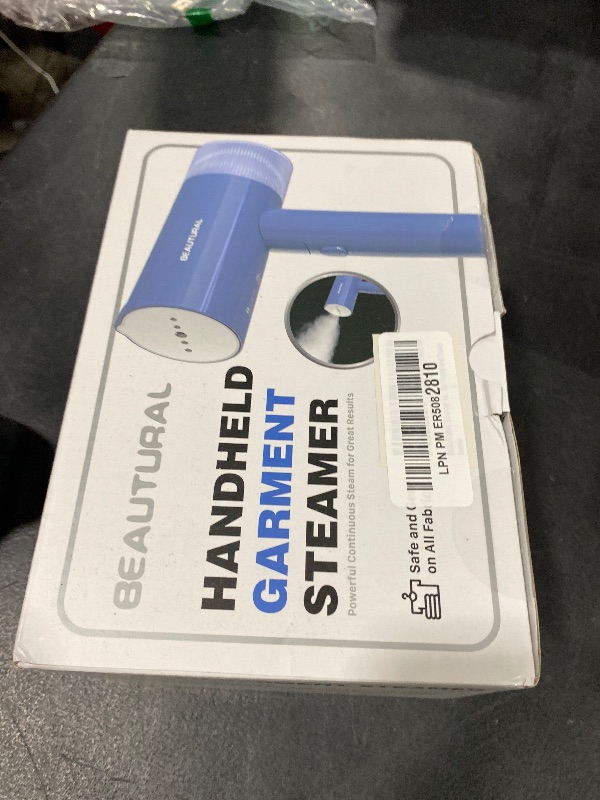 BEAUTURAL
BEAUTURAL
HANDHELD
GARMENT
STEAMER
Powerful Continuous Steam for Great Results
Safe and
on All Fab
LPN PM ER5082810